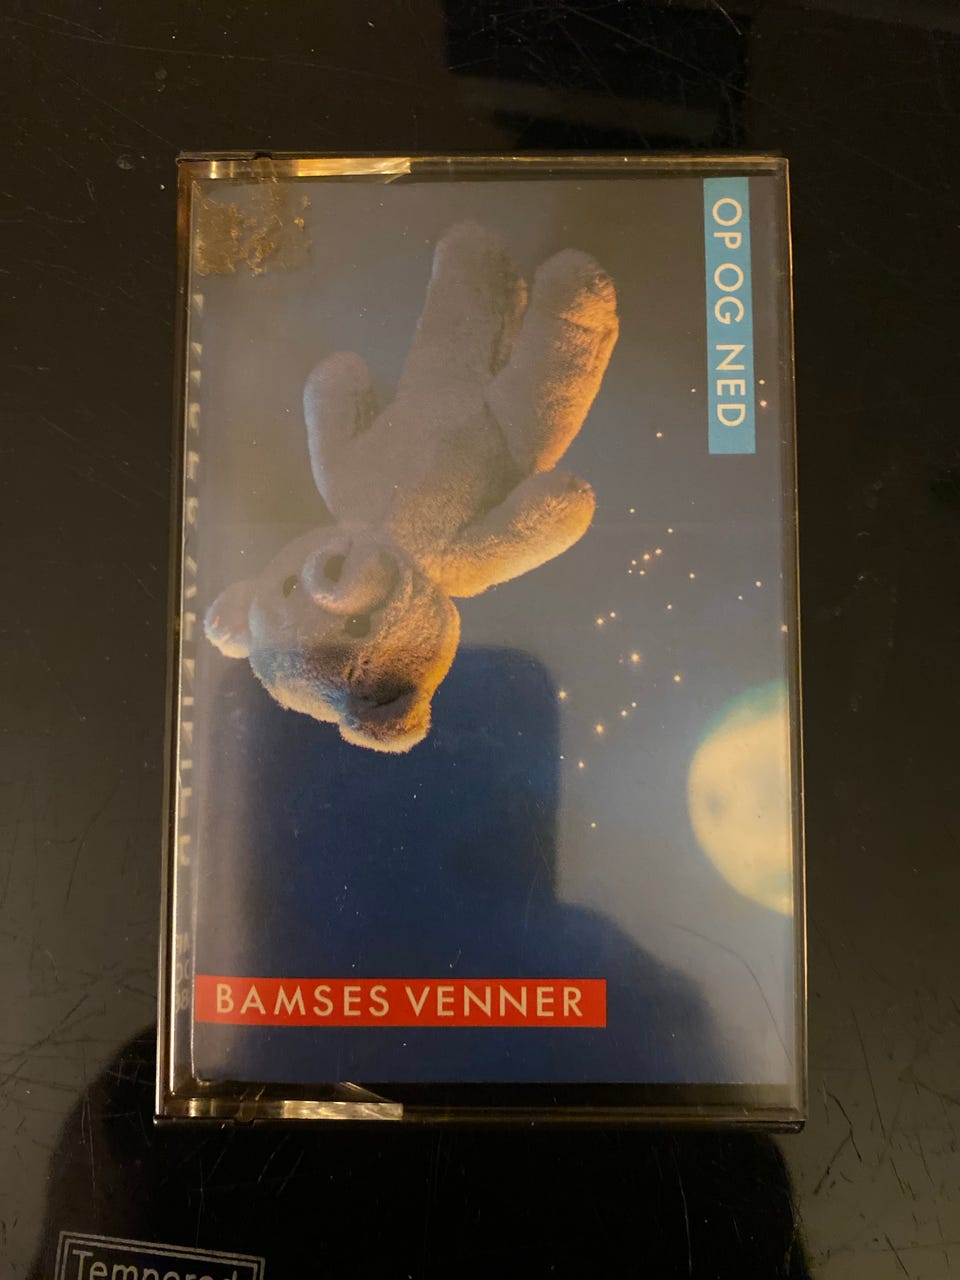 OP OG NED
BAMSES VENNER
Tempered